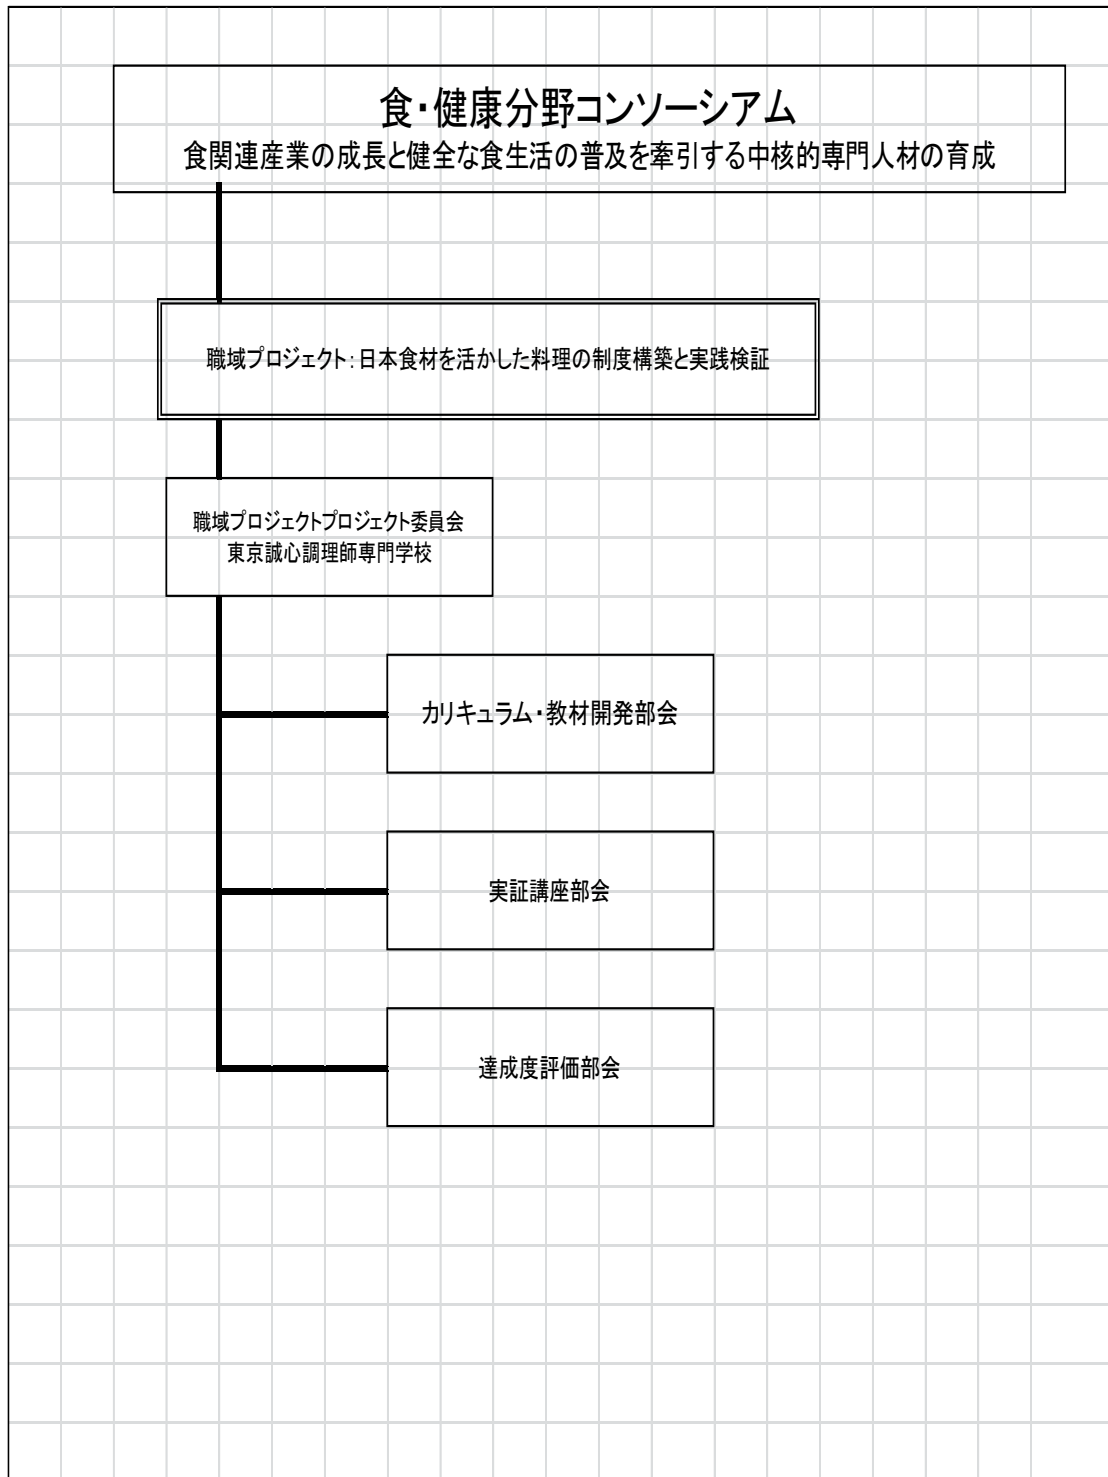 食・健康分野コンソーシアム
食関連産業の成長と健全な食生活の普及を牽引する中核的専門人材の育成
職域プロジェクト：日本食材を活かした料理の制度構築と実践検証
職域プロジェクトプロジェクト委員会
東京誠心調理師専門学校
カリキュラム・教材開発部会
実証講座部会
達成度評価部会